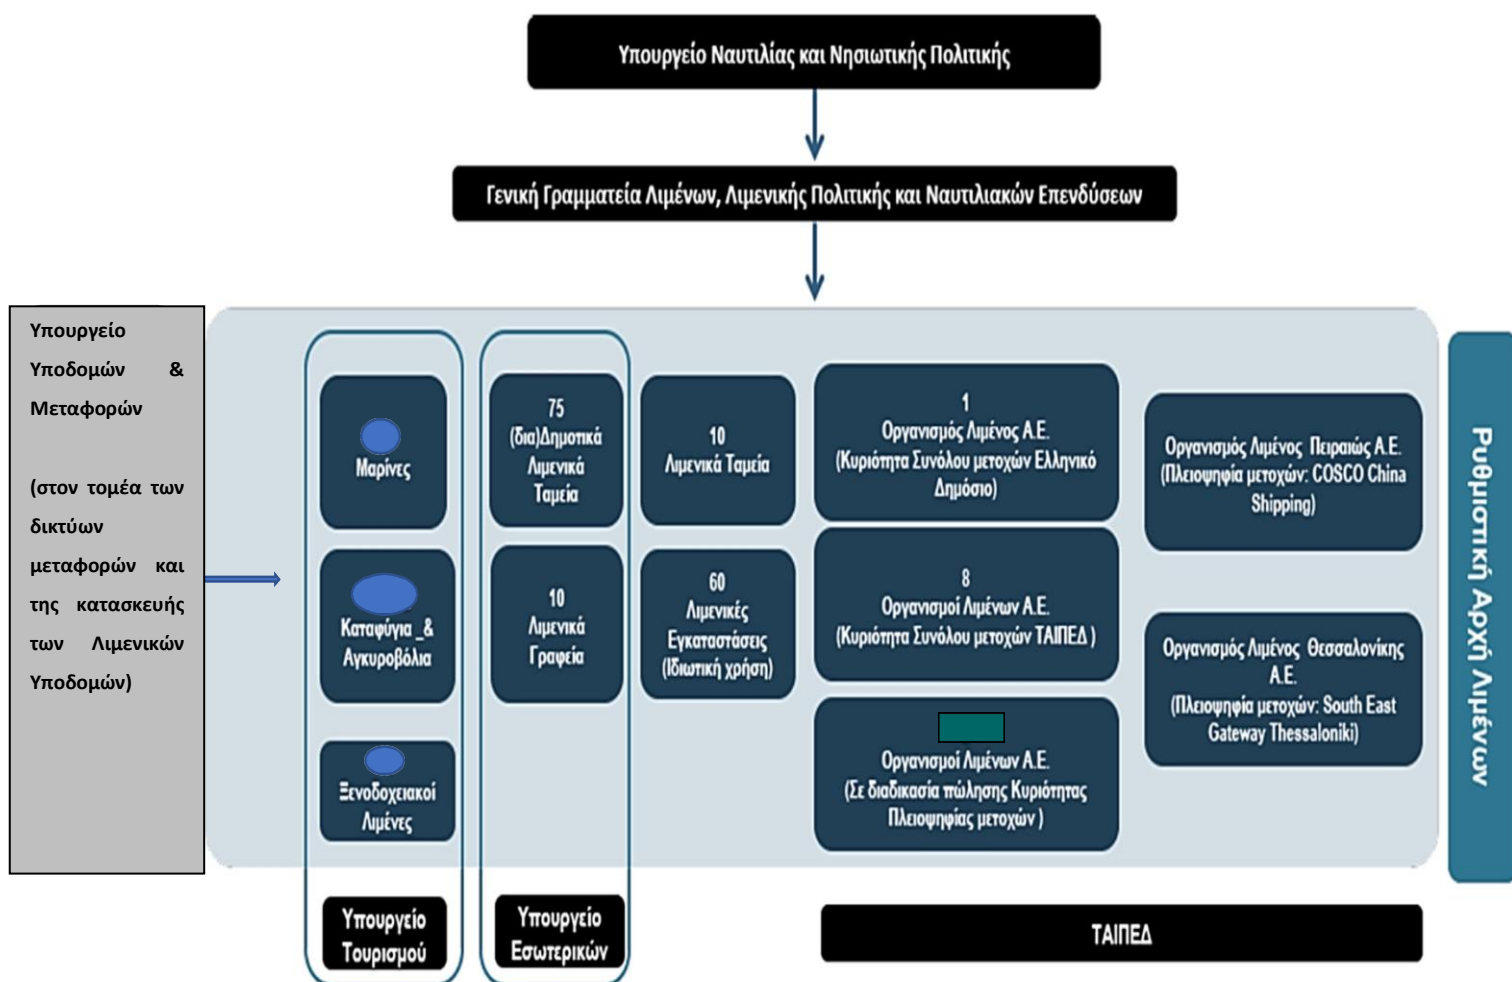 Υπουργείο Ναυτιλίας και Νησιωτικής Πολιτικής
Γενική Γραμματεία Λιμένων, Λιμενικής Πολιτικής και Ναυτιλιακών Επενδύσεων
Υπουργείο
Υποδομών &
Μεταφορών
(στον τομέα των
δικτύων
μεταφορών και
της κατασκευής
των Λιμενικών
Υποδομών)
Μαρίνες
Καταφύγια _&
Αγκυροβόλια
Ξενοδοχειακοί
Λιμένες
Υπουργείο
Τουρισμού
75
(δια)Δημοτικά
Λιμενικά
Ταμεία
10
Λιμενικά
Γραφεία
Υπουργείο
Εσωτερικών
10
Λιμενικά Ταμεία
60
Λιμενικές
Εγκαταστάσεις
(Ιδιωτική χρήση)
1
Οργανισμός Λιμένος Α.Ε.
(Κυριότητα Συνόλου μετοχών Ελληνικό
Δημόσιο)
8
Οργανισμοί Λιμένων Α.Ε.
(Κυριότητα Συνόλου μετοχών ΤΑΙΠΕΔ )
Οργανισμοί Λιμένων Α.Ε.
(Σε διαδικασία πώλησης Κυριότητας
Πλειοψηφίας μετοχών )
Οργανισμός Λιμένος Πειραιώς Α.Ε.
(Πλειοψηφία μετοχών: COSCO China
Shipping)
Οργανισμός Λιμένος Θεσσαλονίκης
Α.Ε.
(Πλειοψηφία μετοχών: South East
Gateway Thessaloniki)
ΤΑΙΠΕΔ
Ρυθμιστική Αρχή Λιμένων